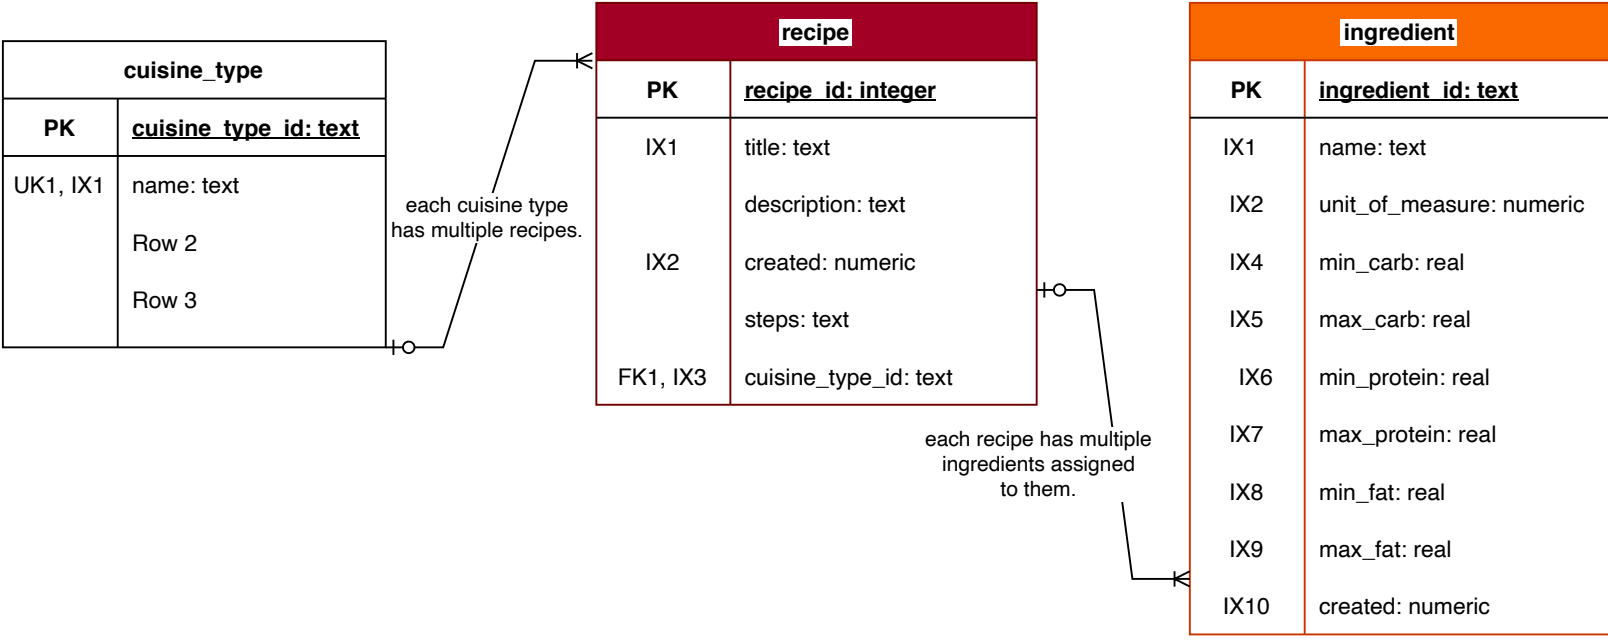 cuisine_type
PK cuisine_type_id: text
UK1, IX1 name: text
Row 2
Row 3
each cuisine type
has multiple recipes.
recipe
PK recipe_id: integer
IX1 title: text
description: text
IX2 created: numeric
steps: text
FK1, IX3 cuisine_type_id: text
each recipe has multiple
ingredients assigned
to them.
ingredient
PK ingredient_id: text
IX1 name: text
IX2 unit_of_measure: numeric
IX4 min_carb: real
IX5 max_carb: real
IX6 min_protein: real
IX7 max_protein: real
IX8 min_fat: real
IX9 max_fat: real
IX10 created: numeric